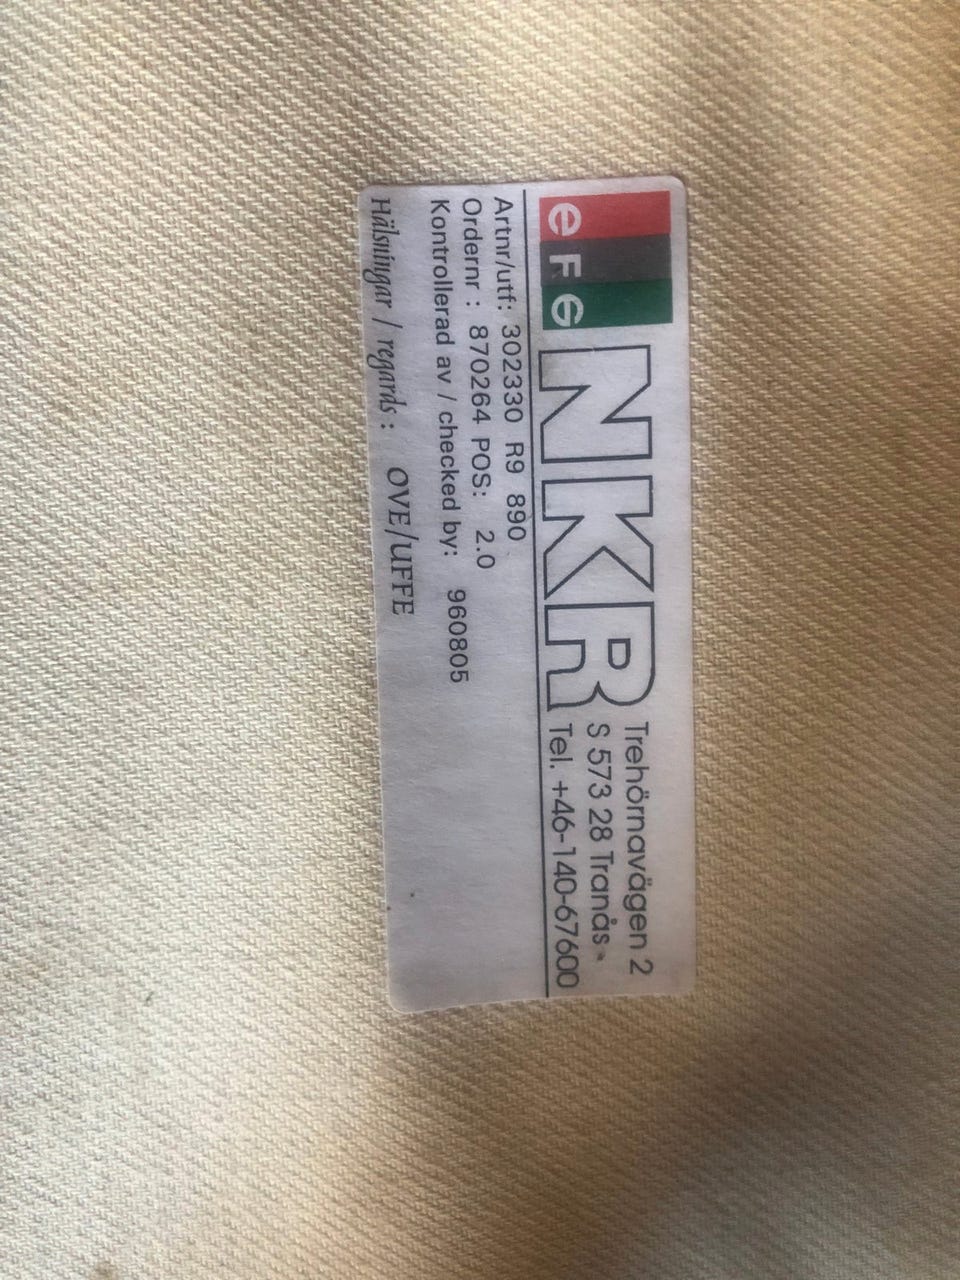 eFG NKR
Trehörnavägen 2
S 573 28 Tranås
Tel. +46-140-67600
Artnr/utf: 302330 R9 890
Ordernr : 870264 POS: 2.0
Kontrollerad av / checked by: 960805
Hälsningar / regards : OVE/UFFE